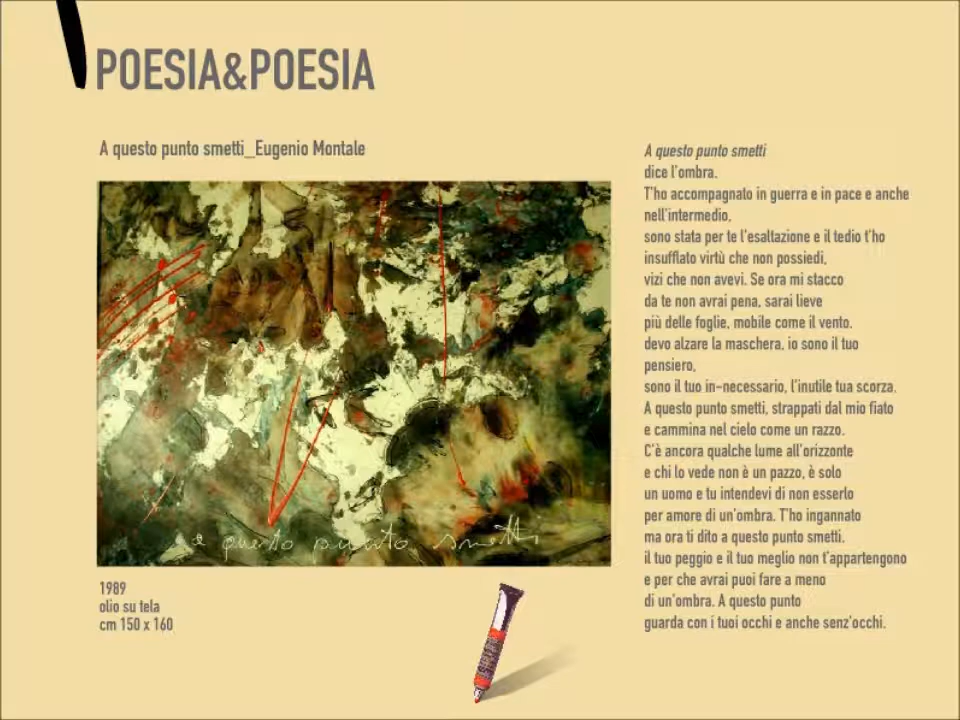 POESIA&POESIA
A questo punto smetti_Eugenio Montale
a questo punto smetti
1989
olio su tela
cm 150 x 160
A questo punto smetti
dice l'ombra.
T'ho accompagnato in guerra e in pace e anche
nell'intermedio,
sono stata per te l'esaltazione e il tedio t'ho
insufflato virtù che non possiedi,
vizi che non avevi. Se ora mi stacco
da te non avrai pena, sarai lieve
più delle foglie, mobile come il vento.
devo alzare la maschera, io sono il tuo
pensiero,
sono il tuo in-necessario, l'inutile tua scorza.
A questo punto smetti, strappati dal mio fiato
e cammina nel cielo come un razzo.
C'è ancora qualche lume all'orizzonte
e chi lo vede non è un pazzo, è solo
un uomo e tu intendevi di non esserlo
per amore di un'ombra. T'ho ingannato
ma ora ti dito a questo punto smetti.
il tuo peggio e il tuo meglio non t'appartengono
e per che avrai puoi fare a meno
di un'ombra. A questo punto
guarda con i tuoi occhi e anche senz'occhi.